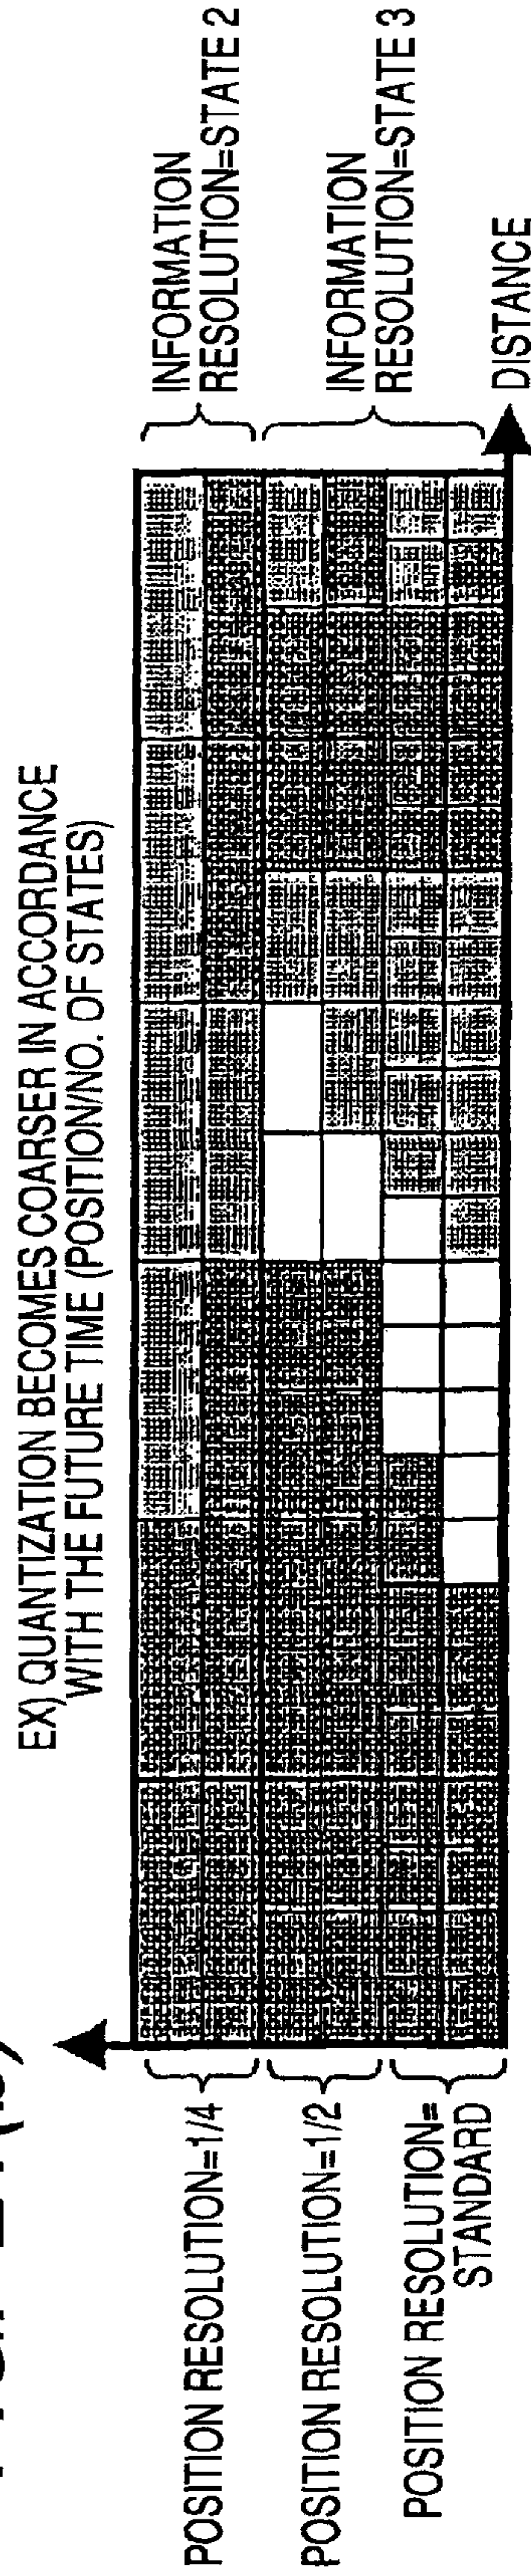 EX) QUANTIZATION BECOMES COARSER IN ACCORDANCE
WITH THE FUTURE TIME (POSITION/NO. OF STATES)
POSITION RESOLUTION=1/4
POSITION RESOLUTION=1/2
POSITION RESOLUTION=
STANDARD
INFORMATION
RESOLUTION=STATE 2
INFORMATION
RESOLUTION=STATE 3
DISTANCE